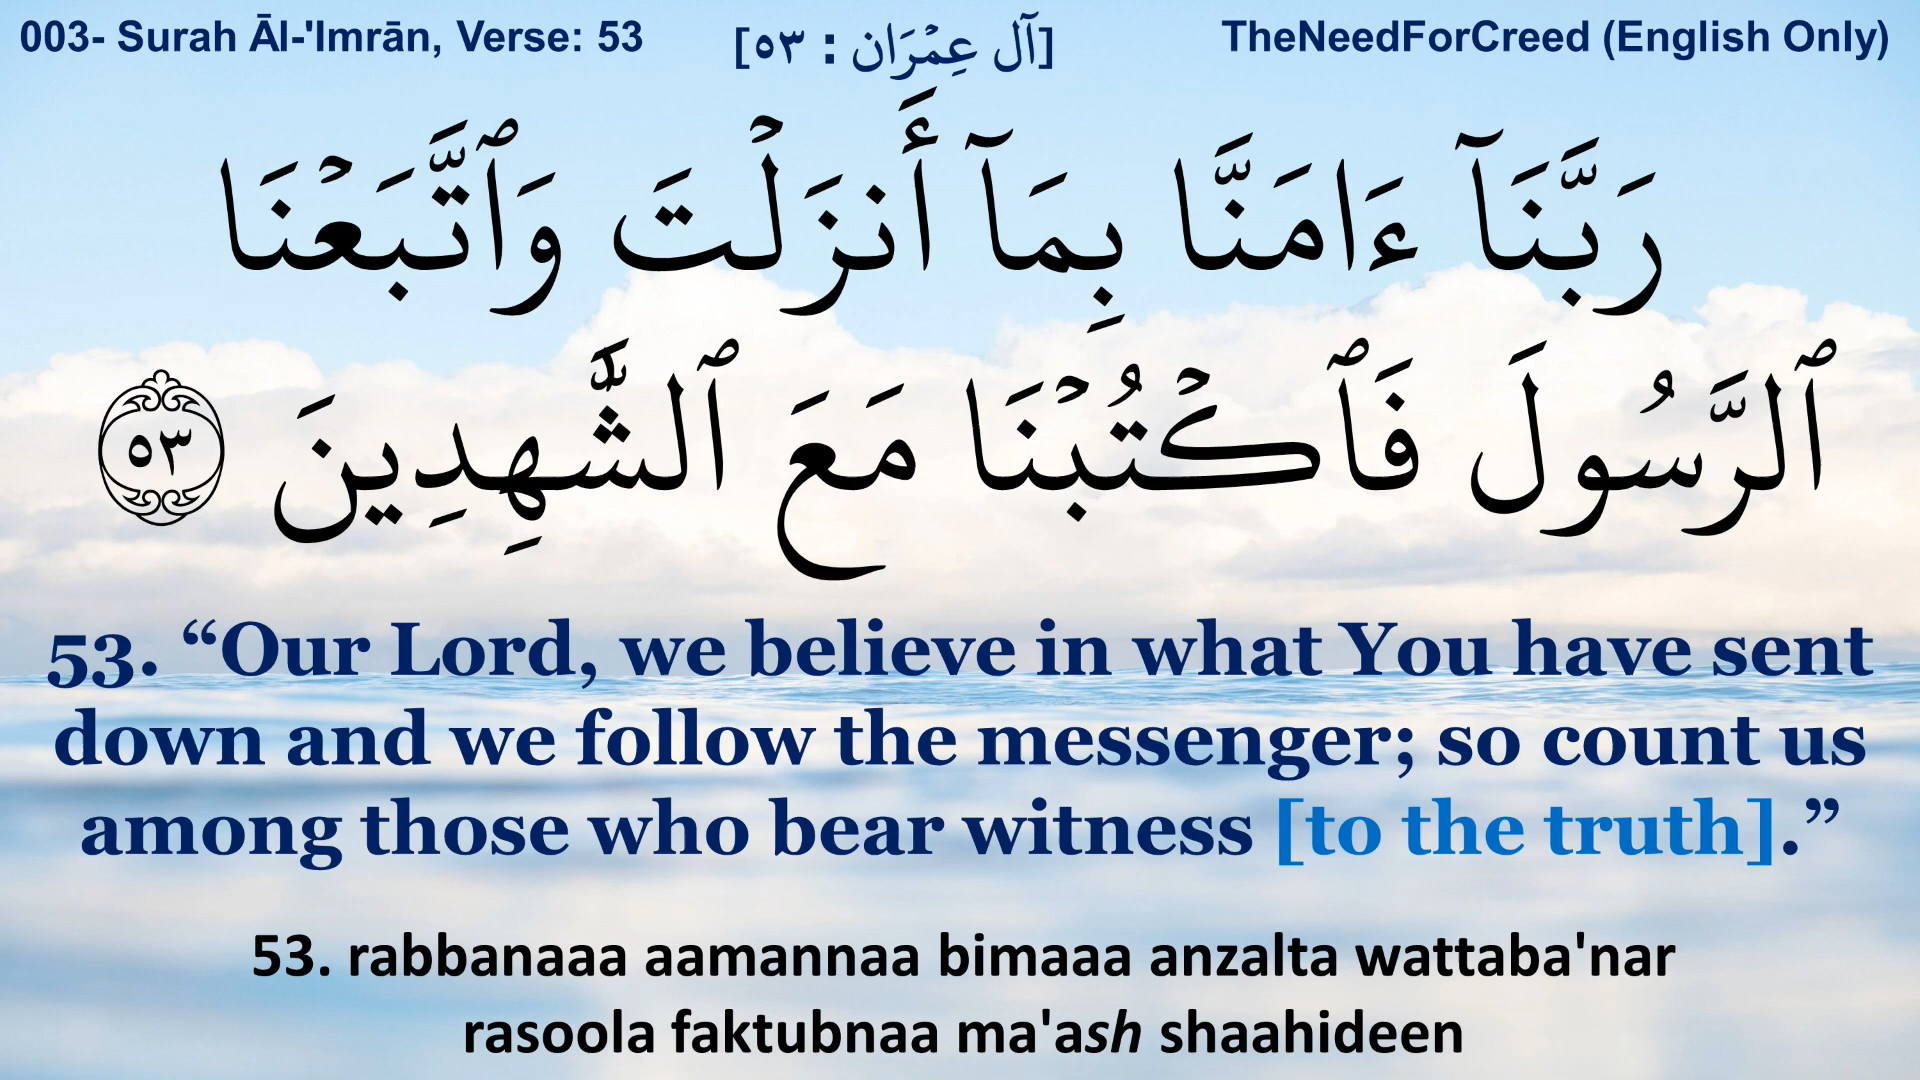 003- Surah Āl-'Imrān, Verse: 53
[آل عِمۡرَان : ٥٣]
TheNeedForCreed (English Only)
رَبَّنَآ ءَامَنَّا بِمَآ أَنزَلۡتَ وَٱتَّبَعۡنَا
ٱلرَّسُولَ فَٱكۡتُبۡنَا مَعَ ٱلشَّٰهِدِينَ ٥٣
53. “Our Lord, we believe in what You have sent
down and we follow the messenger; so count us
among those who bear witness [to the truth].”
53. rabbanaaa aamannaa bimaaa anzalta wattaba'nar
rasoola faktubnaa ma'ash shaahideen